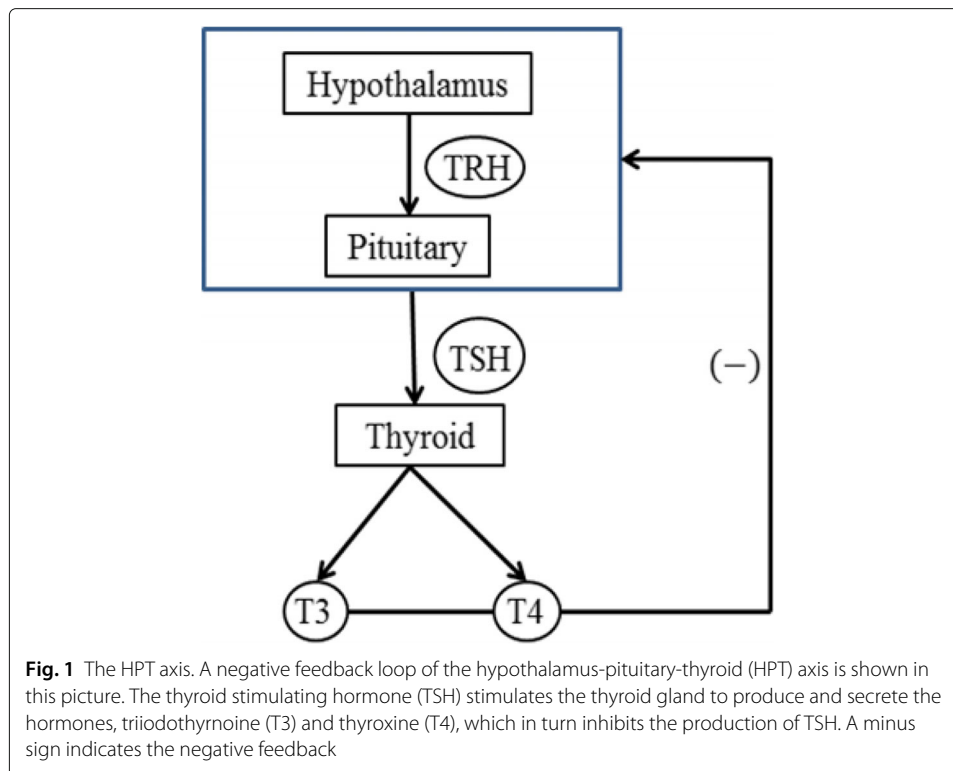 Hypothalamus
TRH
Pituitary
TSH
(−)
Thyroid
T3
T4
Fig. 1 The HPT axis. A negative feedback loop of the hypothalamus-pituitary-thyroid (HPT) axis is shown in
this picture. The thyroid stimulating hormone (TSH) stimulates the thyroid gland to produce and secrete the
hormones, triiodothyrnoine (T3) and thyroxine (T4), which in turn inhibits the production of TSH. A minus
sign indicates the negative feedback